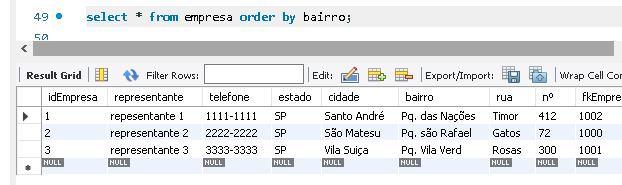 49 select * from empresa order by bairro;
50
Result Grid Filter Rows: Edit: Export/Import: Wrap Cell Con
idEmpresa representante telefone estado cidade bairro rua nº fkEmpre
1 repesentante 1 1111-1111 SP Santo André Pq. das Nações Timor 412 1002
2 representante 2 2222-2222 SP São Matesu Pq. são Rafael Gatos 72 1000
3 representante 3 3333-3333 SP Vila Suiça Pq. Vila Verd Rosas 300 1001
NULL NULL NULL NULL NULL NULL NULL NULL NULL